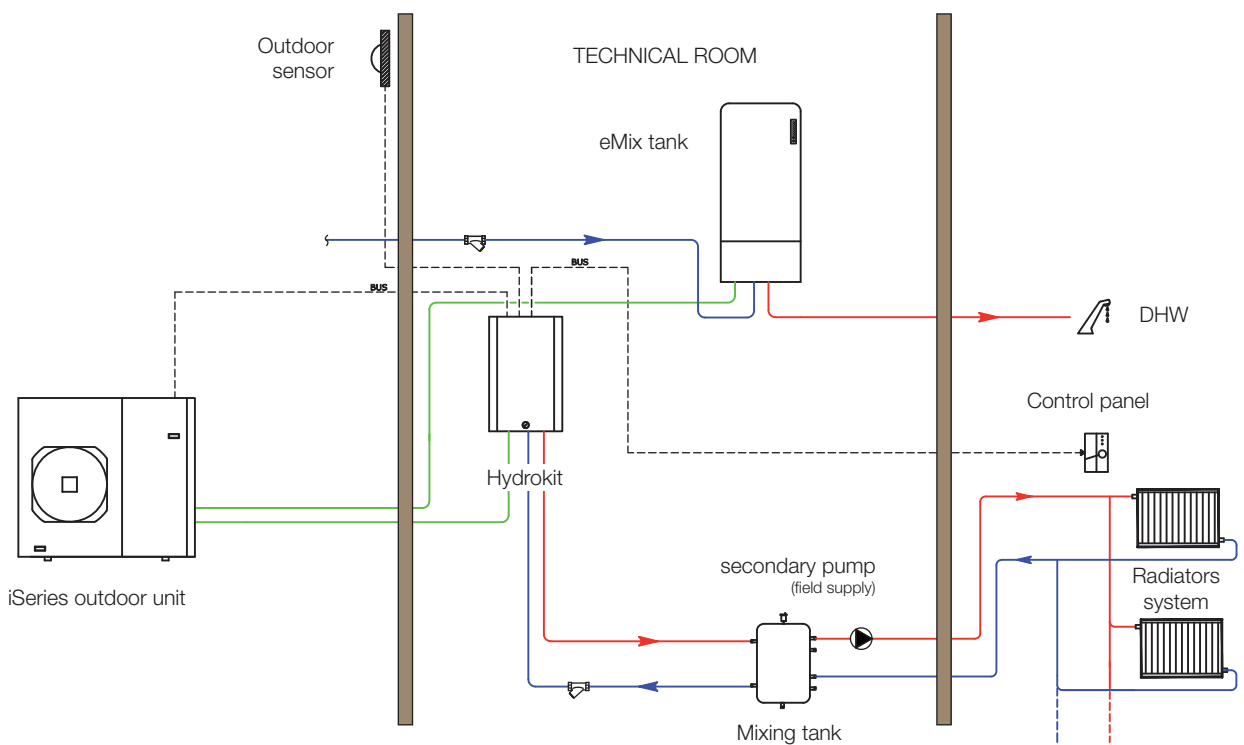 Outdoor
sensor
TECHNICAL ROOM
eMix tank
BUS
BUS
DHW
Control panel
Hydrokit
iSeries outdoor unit
secondary pump
(field supply)
Radiators
system
Mixing tank